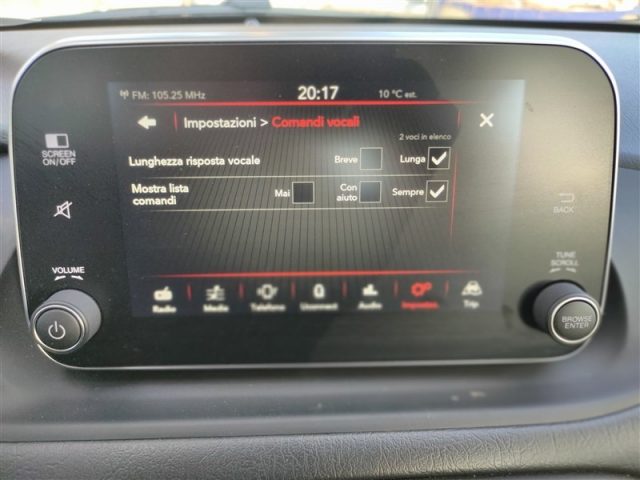 FM: 105.25 MHz 20:17 10 °C est.
Impostazioni > Comandi vocali
2 voci in elenco
Lunghezza risposta vocale Breve Lunga
Mostra lista comandi Mai Con aiuto Sempre
Radio Media Telefono Uconnect Audio Impostaz. Trip
SCREEN
ON/OFF
VOLUME
BACK
TUNE
SCROLL
BROWSE
ENTER